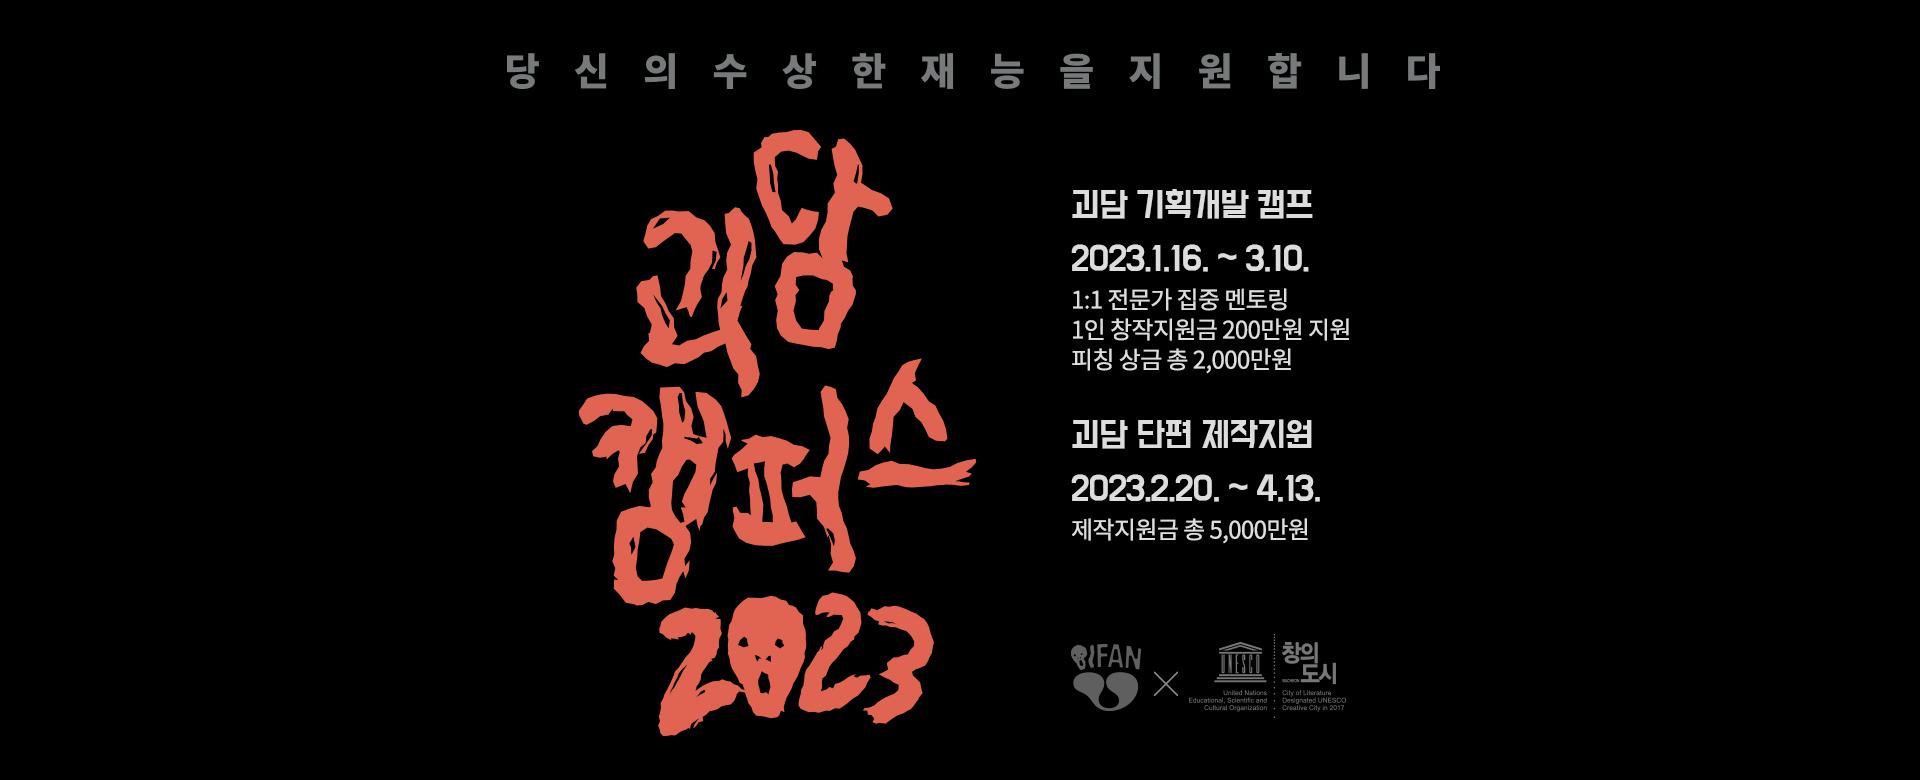 당신의수상한재능을지원합니다
괴담
캠퍼스
2023
괴담 기획개발 캠프
2023.1.16. ~ 3.10.
1:1 전문가 집중 멘토링
1인 창작지원금 200만원 지원
피칭 상금 총 2,000만원
괴담 단편 제작지원
2023.2.20. ~ 4.13.
제작지원금 총 5,000만원
BIFAN
UNESCO
United Nations
Educational, Scientific and
Cultural Organization
창의
도시
BUCHEON
City of Literature
Designated UNESCO
Creative City in 2017